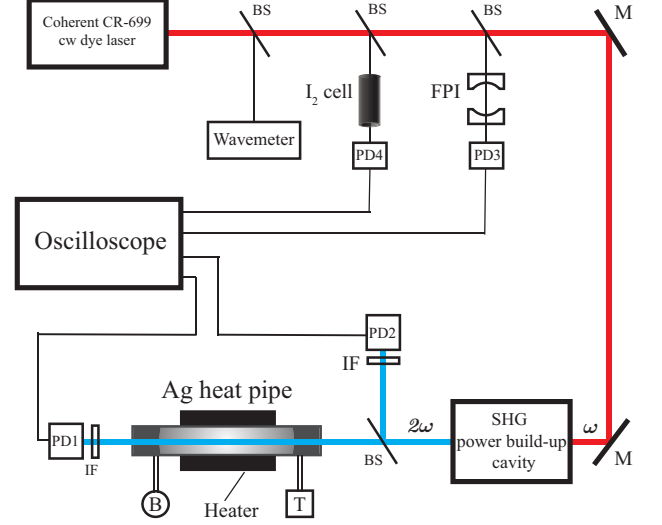 Coherent CR-699
cw dye laser
BS
BS
BS
M
I₂ cell
FPI
Wavemeter
PD4
PD3
Oscilloscope
PD2
IF
Ag heat pipe
PD1
IF
BS
2ω
SHG
power build-up
cavity
ω
M
B
T
Heater